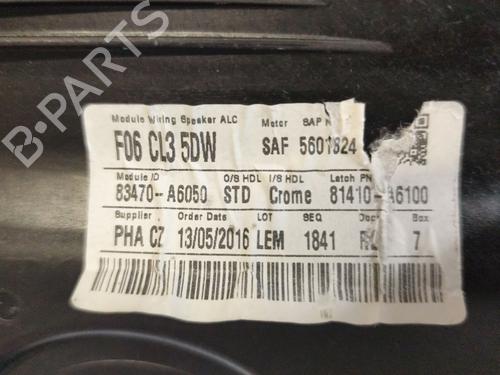 Module Wiring Speaker ALC Motor SAP N
F06 CL3 5DW SAF 5601824
Module ID O/S HDL I/S HDL Latch PN
83470-A6050 STD Crome 81410-A6100
Supplier Order Date LOT SEQ Door Box
PHA CZ 13/05/2016 LEM 1841 RL 7
B-PARTS